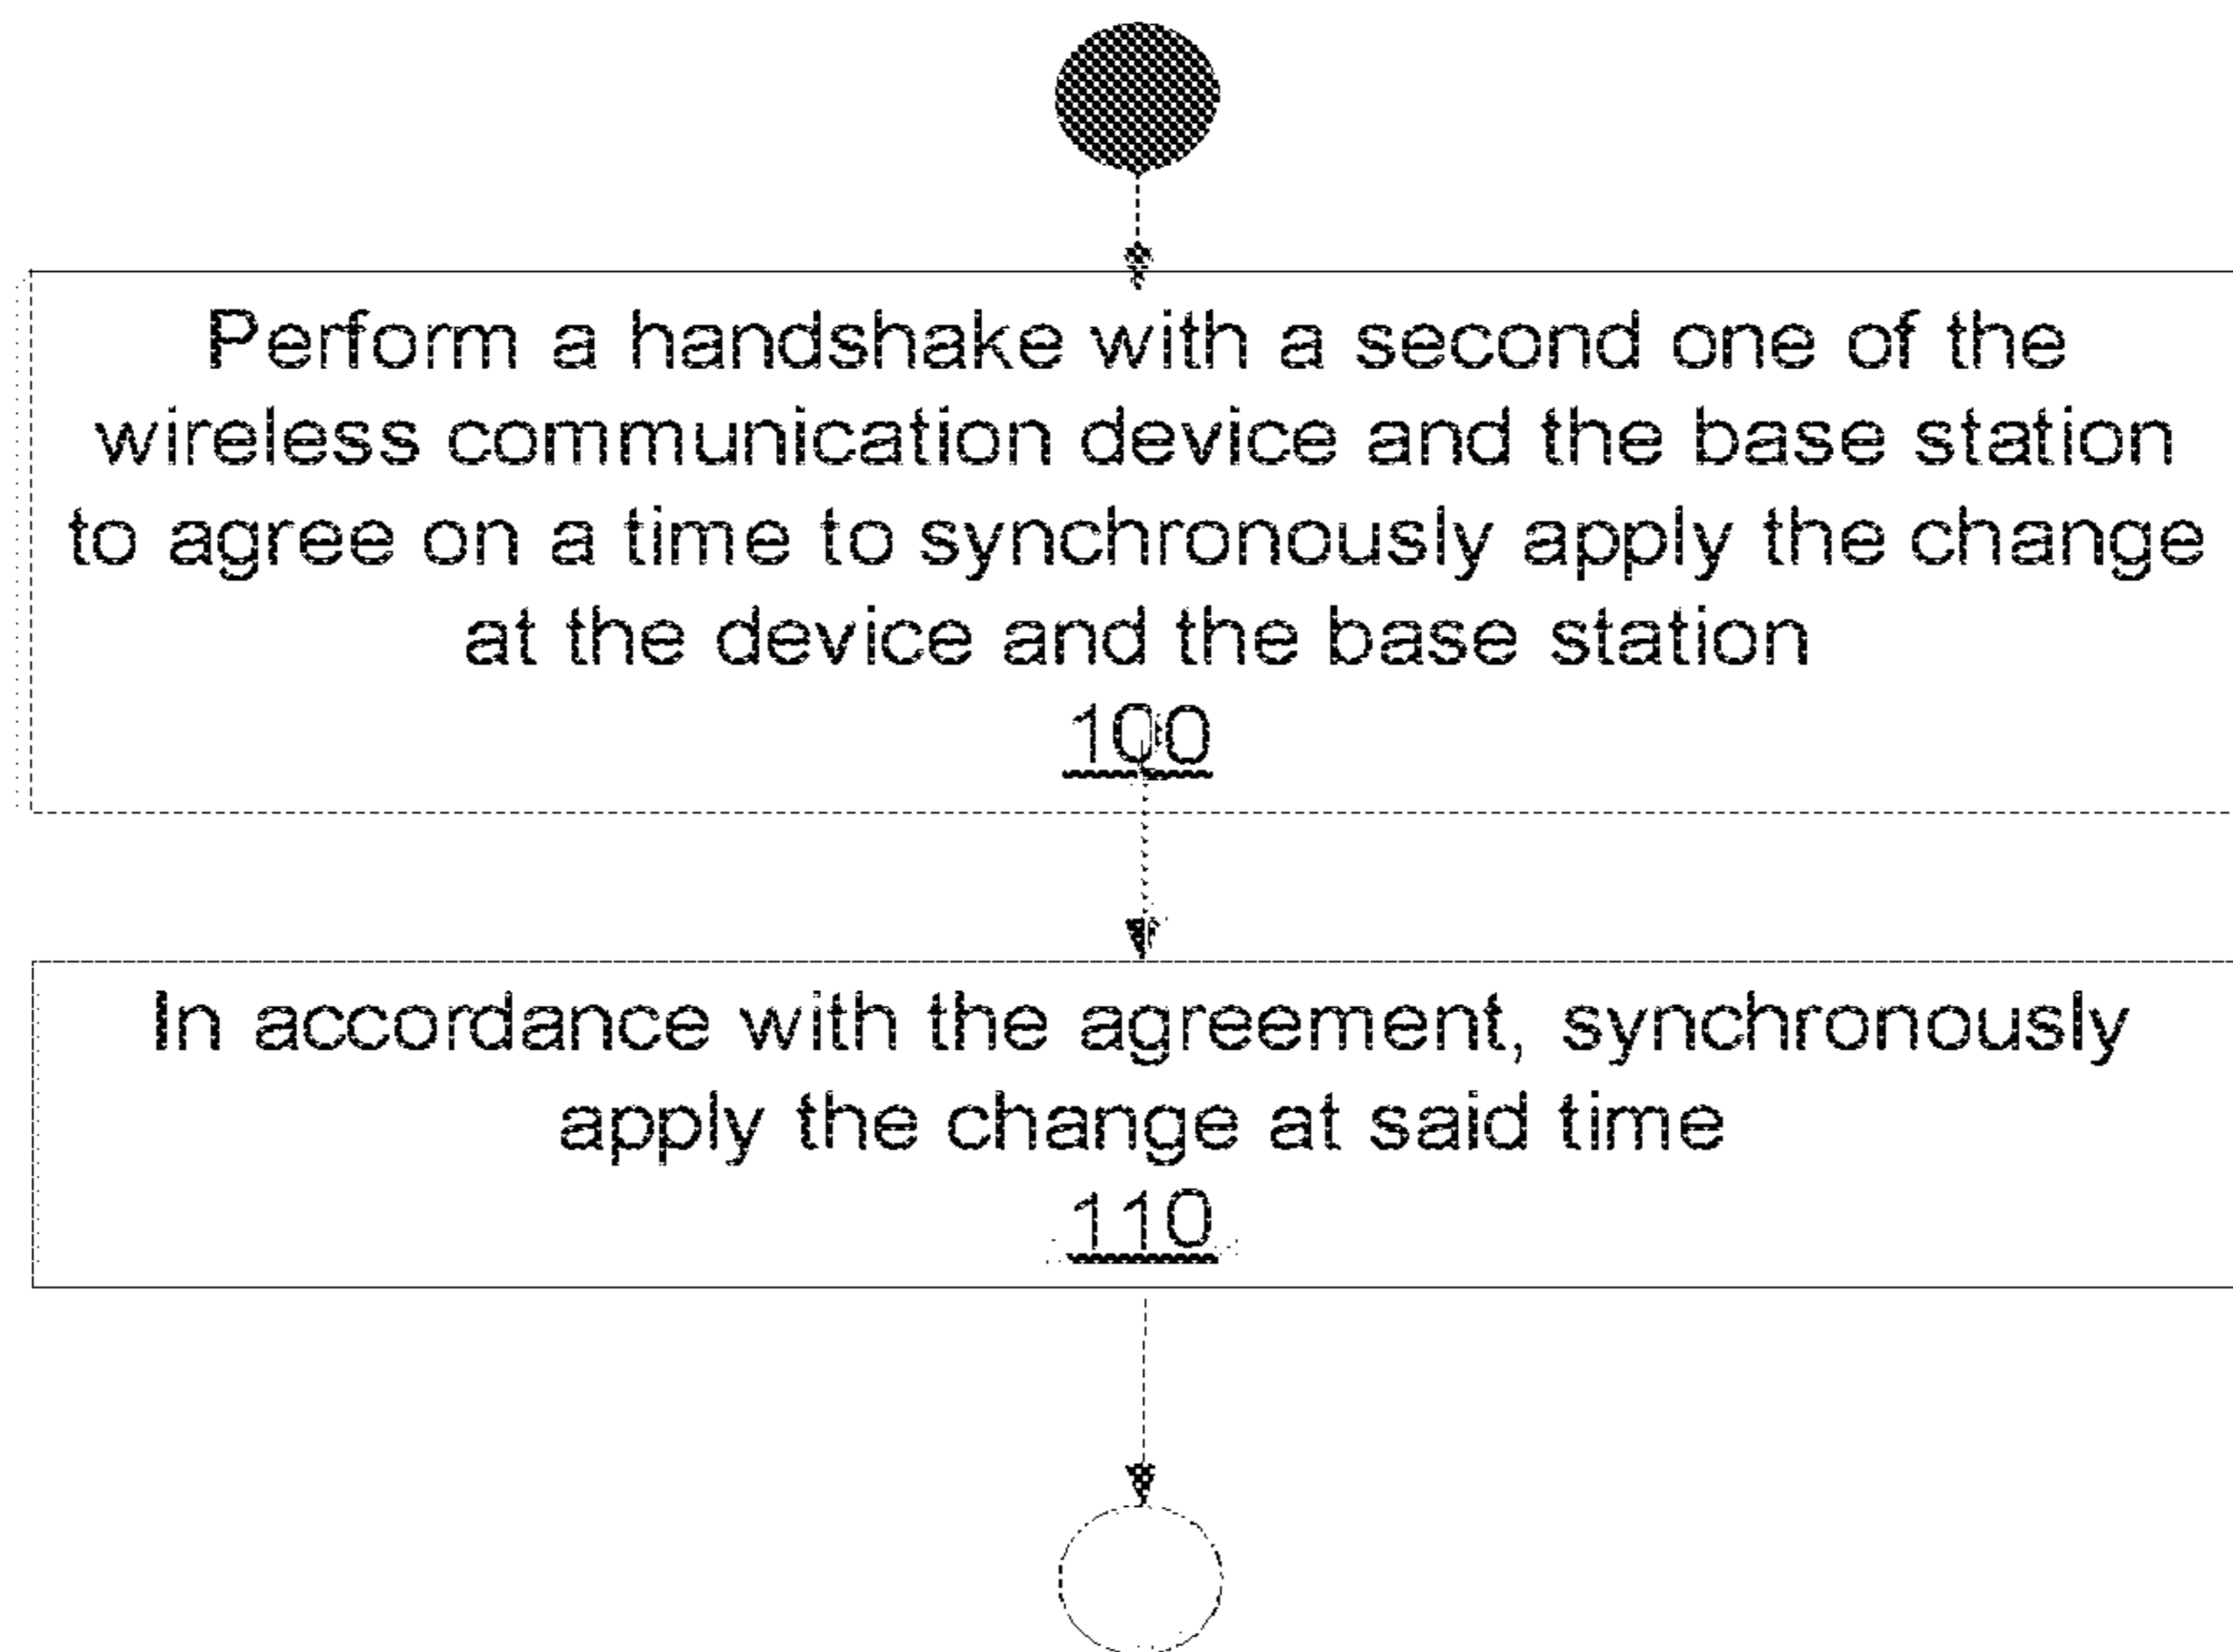 Perform a handshake with a second one of the
wireless communication device and the base station
to agree on a time to synchronously apply the change
at the device and the base station
100
In accordance with the agreement, synchronously
apply the change at said time
110